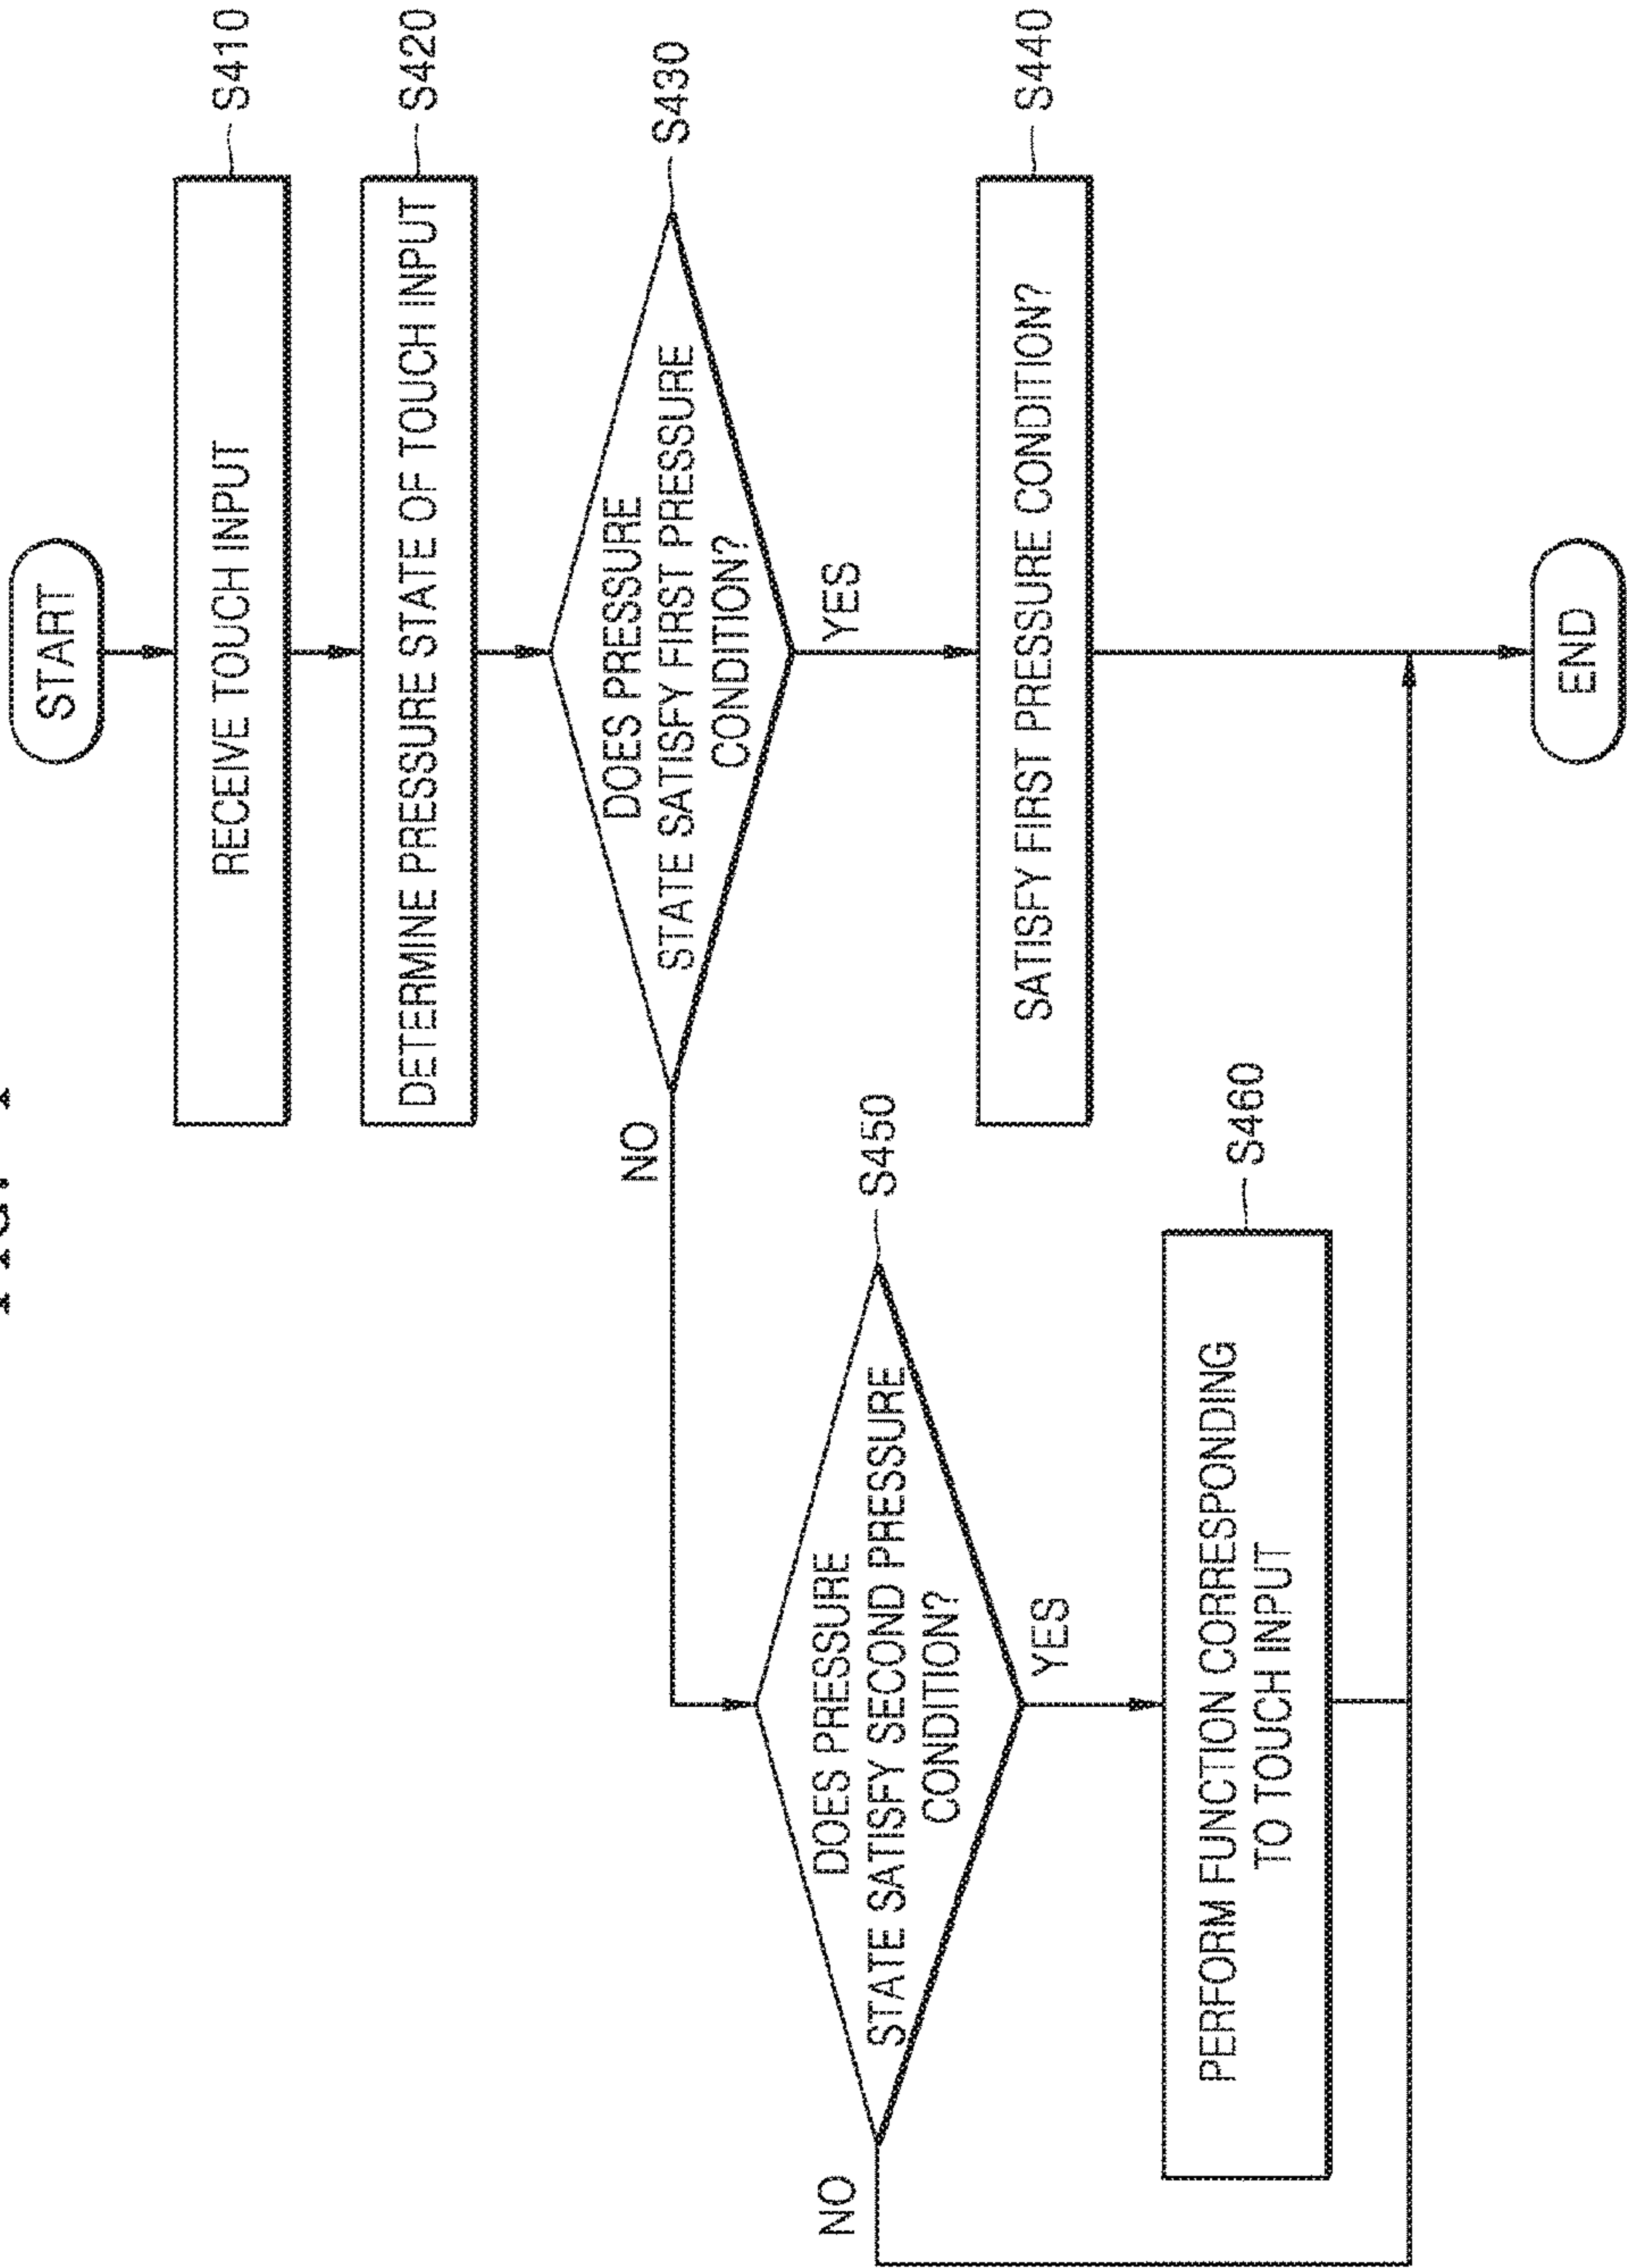 START
RECEIVE TOUCH INPUT
S410
DETERMINE PRESSURE STATE OF TOUCH INPUT
S420
DOES PRESSURE
STATE SATISFY FIRST PRESSURE
CONDITION?
S430
NO
YES
SATISFY FIRST PRESSURE CONDITION?
S440
DOES PRESSURE
STATE SATISFY SECOND PRESSURE
CONDITION?
S450
NO
YES
PERFORM FUNCTION CORRESPONDING
TO TOUCH INPUT
S460
END